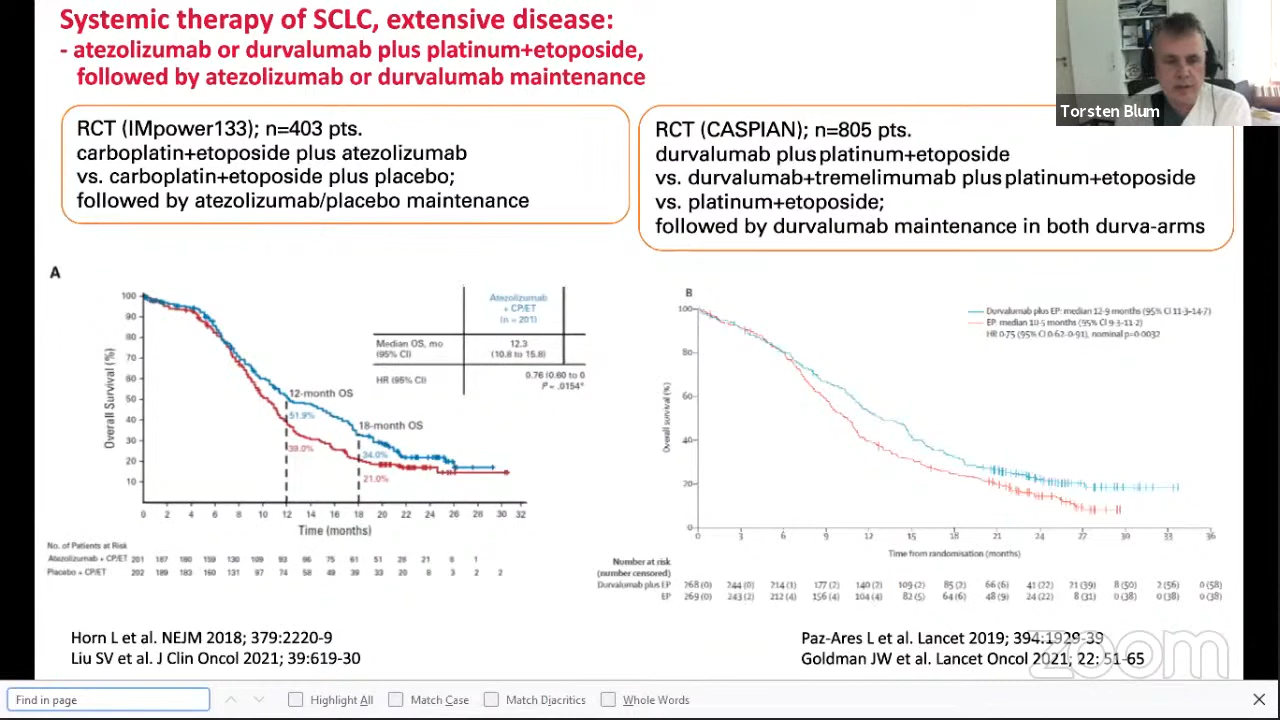 Systemic therapy of SCLC, extensive disease:
- atezolizumab or durvalumab plus platinum+etoposide,
followed by atezolizumab or durvalumab maintenance
Torsten Blum
RCT (IMpower133); n=403 pts.
carboplatin+etoposide plus atezolizumab
vs. carboplatin+etoposide plus placebo;
followed by atezolizumab/placebo maintenance
RCT (CASPIAN); n=805 pts.
durvalumab plus platinum+etoposide
vs. durvalumab+tremelimumab plus platinum+etoposide
vs. platinum+etoposide;
followed by durvalumab maintenance in both durva-arms
A
Atezolizumab
+ CP/ET
(n = 201)
Median OS, mo
(95% CI)
12.3
(10.8 to 15.8)
HR (95% CI)
0.76 (0.60 to 0.
P = .0154*
100
90
80
70
60
50
40
30
20
10
Overall Survival (%)
12-month OS
51.9%
39.0%
18-month OS
34.0%
21.0%
0 2 4 6 8 10 12 14 16 18 20 22 24 26 28 30 32
Time (months)
No. of Patients at Risk
Atezolizumab + CP/ET 201 187 180 159 130 109 93 86 75 61 51 28 21 8 1
Placebo + CP/ET 202 189 183 160 131 97 74 58 49 39 33 20 8 3 2 2
B
Durvalumab plus EP: median 12·9 months (95% CI 11·3–14·7)
EP: median 10·5 months (95% CI 9·3–11·2)
HR 0·75 (95% CI 0·62–0·91), nominal p=0·0032
100
80
60
40
20
0
Overall survival (%)
0 3 6 9 12 15 18 21 24 27 30 33 36
Time from randomisation (months)
Number at risk
(number censored)
Durvalumab plus EP 268 (0) 244 (0) 214 (1) 177 (2) 140 (2) 109 (2) 85 (2) 66 (6) 41 (22) 21 (39) 8 (50) 2 (56) 0 (58)
EP 269 (0) 243 (2) 212 (4) 156 (4) 104 (4) 82 (5) 64 (6) 48 (9) 24 (22) 8 (31) 0 (38) 0 (38) 0 (38)
Horn L et al. NEJM 2018; 379:2220-9
Liu SV et al. J Clin Oncol 2021; 39:619-30
Paz-Ares L et al. Lancet 2019; 394:1929-39
Goldman JW et al. Lancet Oncol 2021; 22: 51-65
zoom
Find in page
Highlight All
Match Case
Match Diacritics
Whole Words